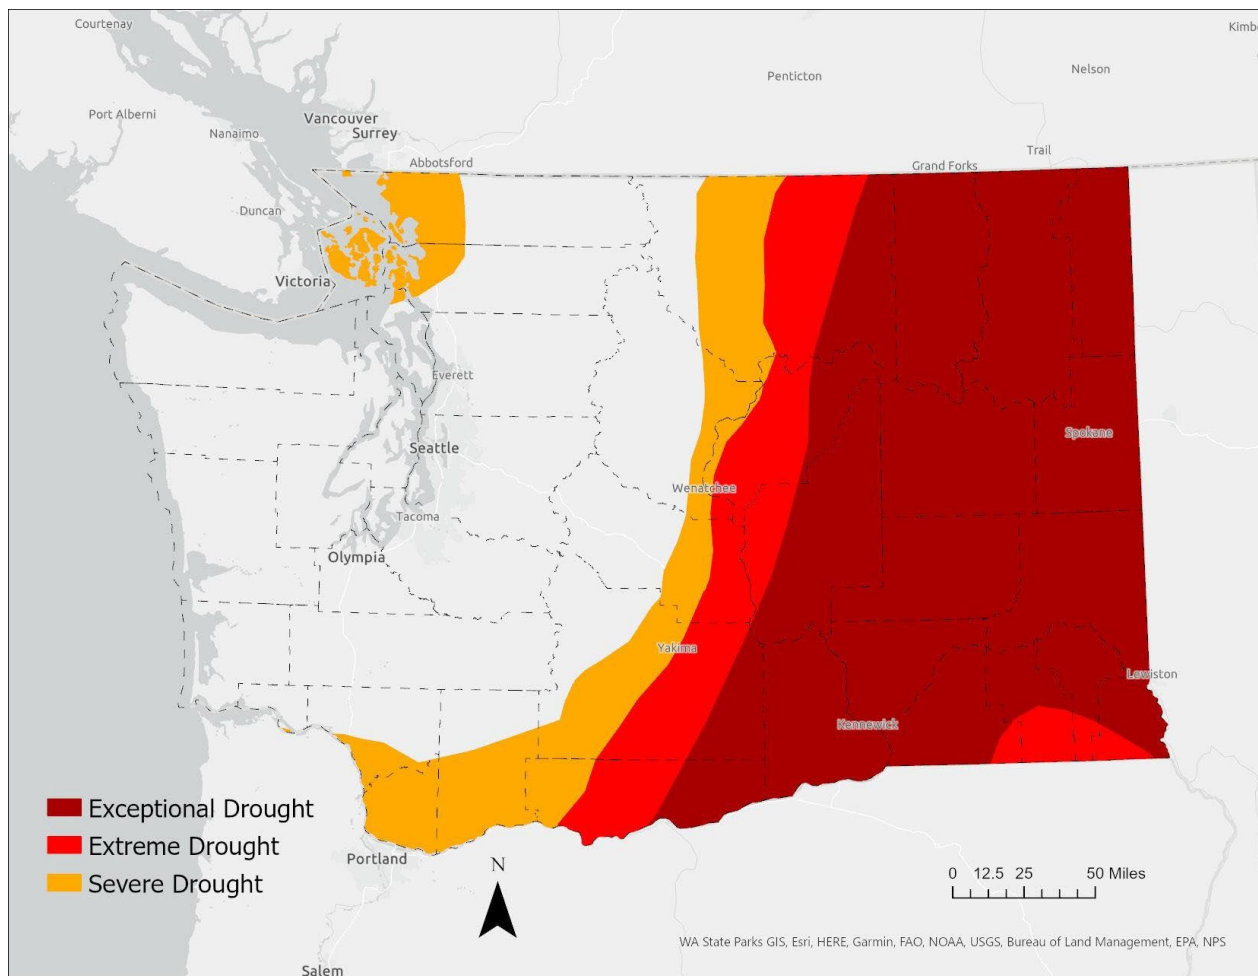 Courtenay
Kimbe
Penticton
Nelson
Port Alberni
Vancouver
Nanaimo
Surrey
Trail
Abbotsford
Grand Forks
Duncan
Victoria
Everett
Spokane
Seattle
Wenatchee
Tacoma
Olympia
Yakima
Lewiston
Kennewick
Exceptional Drought
Extreme Drought
Severe Drought
Portland
N
0 12.5 25 50 Miles
WA State Parks GIS, Esri, HERE, Garmin, FAO, NOAA, USGS, Bureau of Land Management, EPA, NPS
Salem